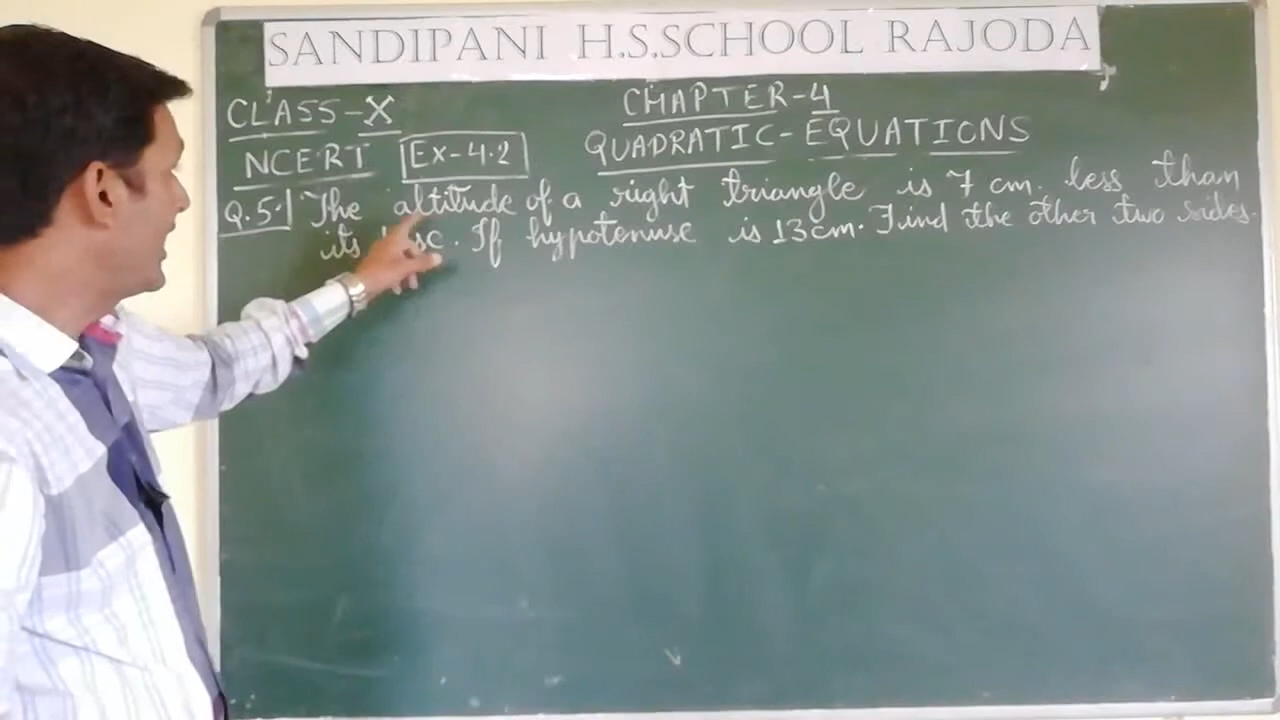 SANDIPANI H.S.SCHOOL RAJODA
CLASS-X
CHAPTER-4
NCERT EX-4.2
QUADRATIC-EQUATIONS
Q.5. The altitude of a right triangle is 7 cm. less than
its. If hypotenuse is 13cm. Find the other two sides.